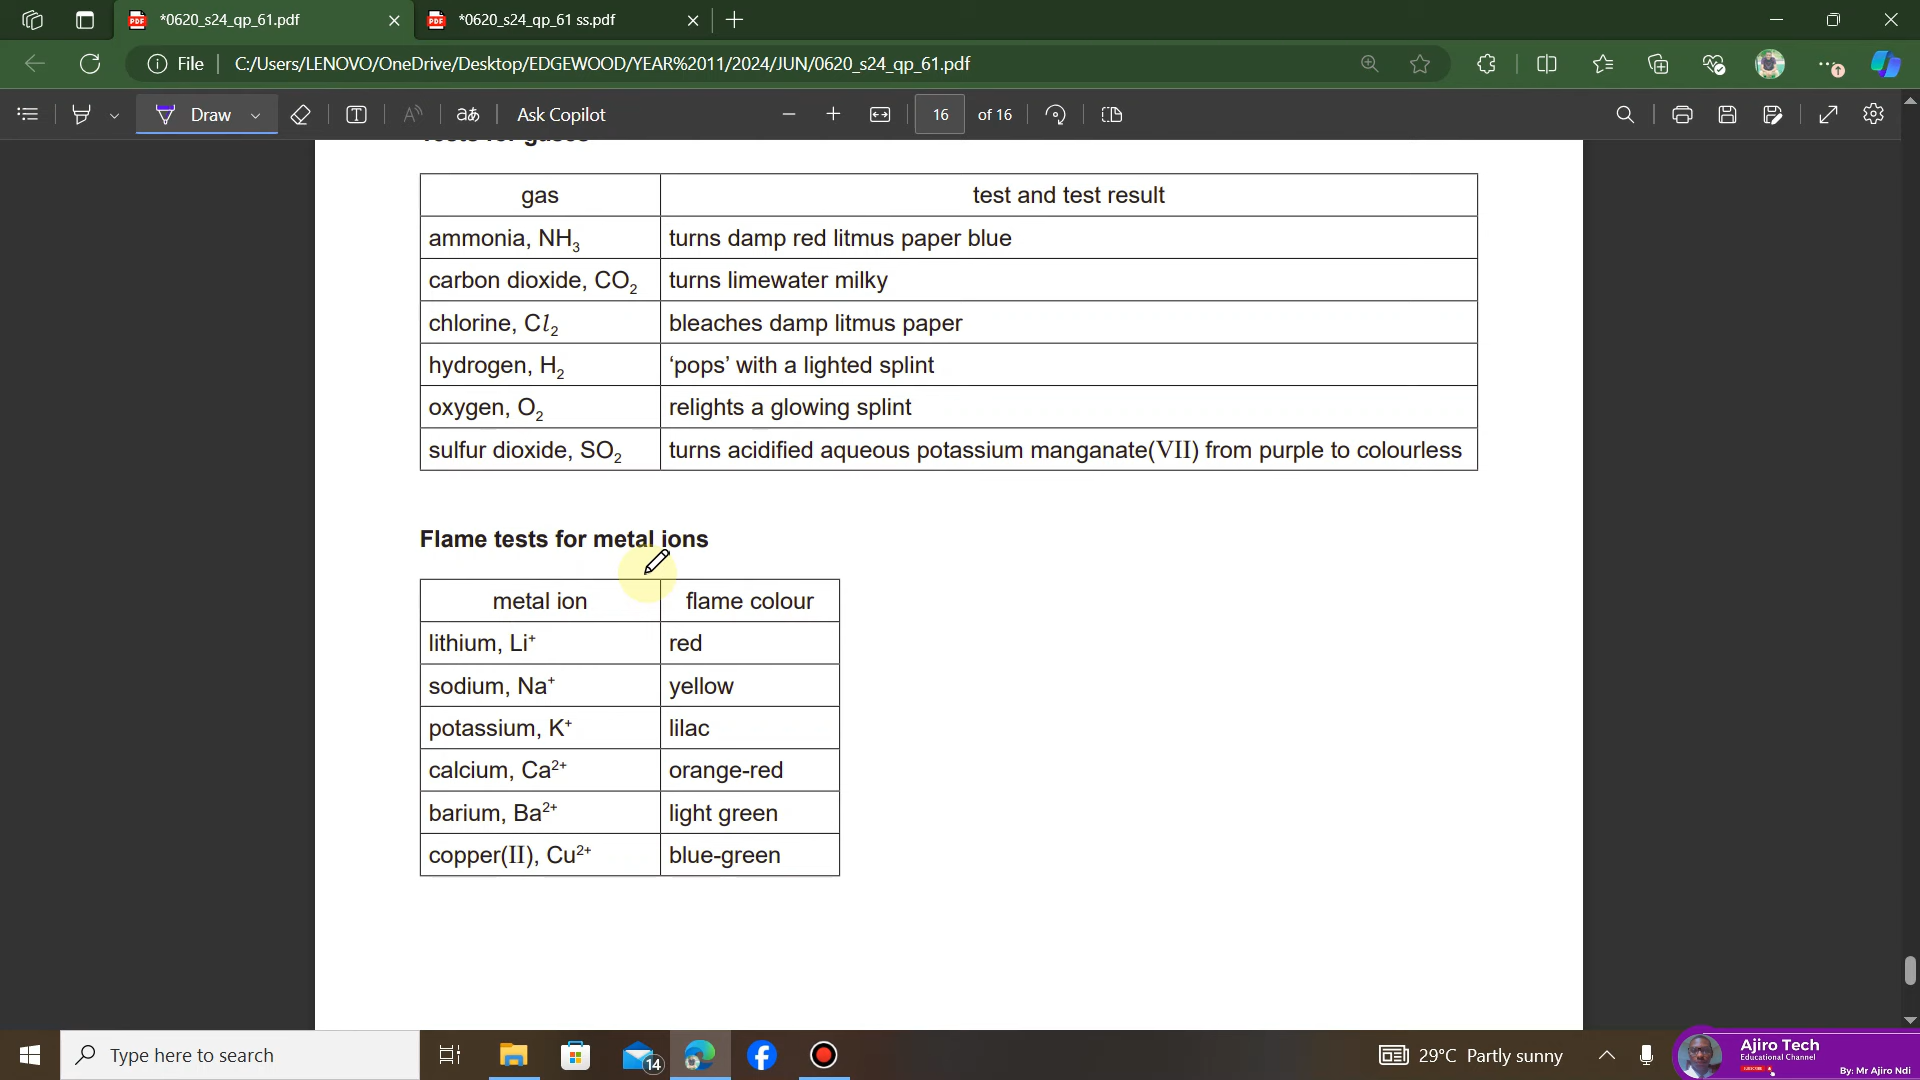 *0620_s24_qp_61.pdf
*0620_s24_qp_61 ss.pdf
File
C:/Users/LENOVO/OneDrive/Desktop/EDGEWOOD/YEAR%2011/2024/JUN/0620_s24_qp_61.pdf
Draw
aあ
Ask Copilot
16 of 16
Tests for gases
gas test and test result
ammonia, NH₃ turns damp red litmus paper blue
carbon dioxide, CO₂ turns limewater milky
chlorine, Cl₂ bleaches damp litmus paper
hydrogen, H₂ ‘pops’ with a lighted splint
oxygen, O₂ relights a glowing splint
sulfur dioxide, SO₂ turns acidified aqueous potassium manganate(VII) from purple to colourless
Flame tests for metal ions
metal ion flame colour
lithium, Li⁺ red
sodium, Na⁺ yellow
potassium, K⁺ lilac
calcium, Ca²⁺ orange-red
barium, Ba²⁺ light green
copper(II), Cu²⁺ blue-green
Type here to search
14
29°C Partly sunny
Ajiro Tech
Educational Channel
SUBSCRIBE
By: Mr Ajiro Ndi